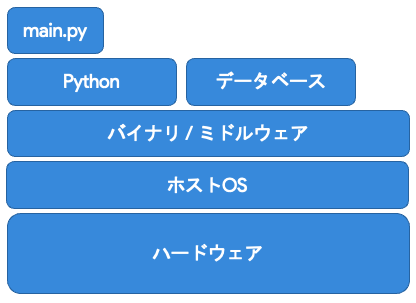 main.py
Python
データベース
バイナリ / ミドルウェア
ホストOS
ハードウェア